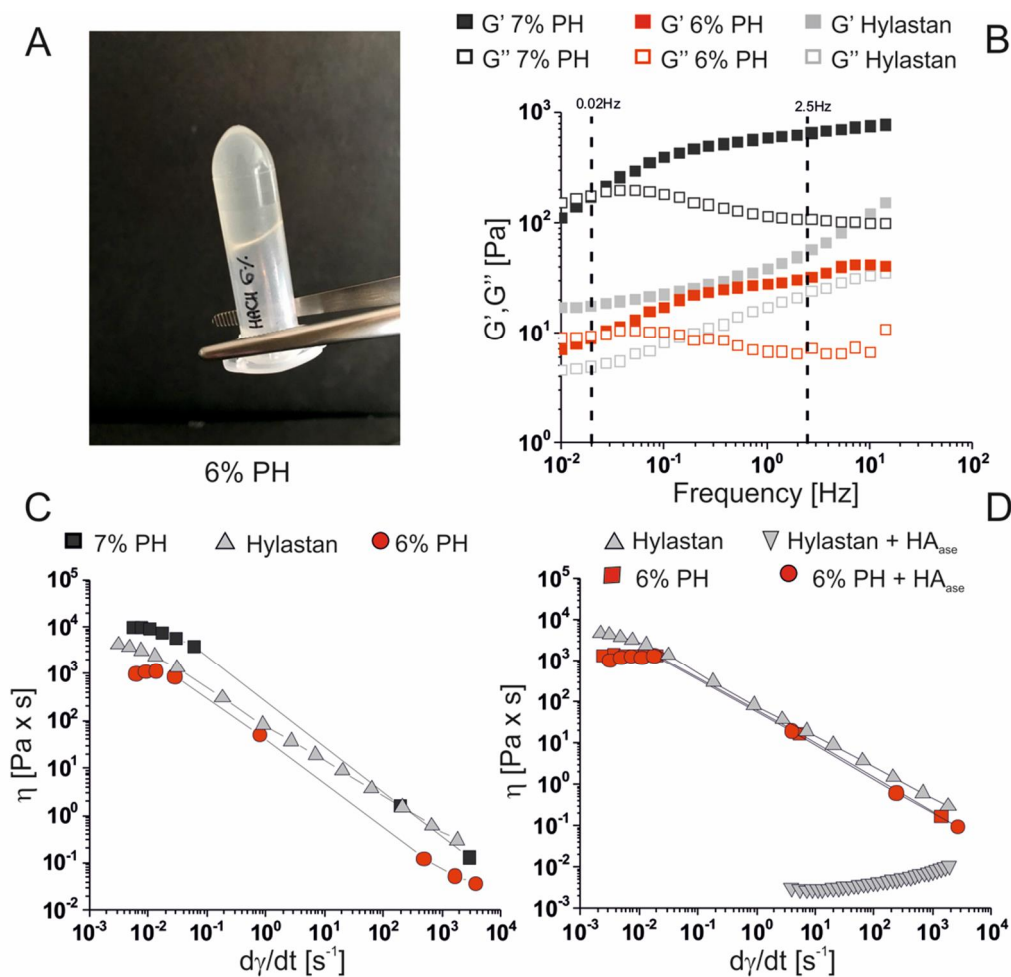 A
HACH 6%
6% PH
G’ 7% PH G’ 6% PH G’ Hylastan
G’’ 7% PH G’’ 6% PH G’’ Hylastan
B
0.02Hz 2.5Hz
10³
10²
10¹
10⁰
G’,G’’ [Pa]
10⁻² 10⁻¹ 10⁰ 10¹ 10²
Frequency [Hz]
C
7% PH Hylastan 6% PH
10⁵
10⁴
10³
10²
10¹
10⁰
10⁻¹
10⁻²
η [Pa x s]
10⁻³ 10⁻² 10⁻¹ 10⁰ 10¹ 10² 10³ 10⁴
dγ/dt [s⁻¹]
D
Hylastan Hylastan + HAase
6% PH 6% PH + HAase
10⁵
10⁴
10³
10²
10¹
10⁰
10⁻¹
10⁻²
10⁻³
η [Pa x s]
10⁻³ 10⁻² 10⁻¹ 10⁰ 10¹ 10² 10³ 10⁴
dγ/dt [s⁻¹]